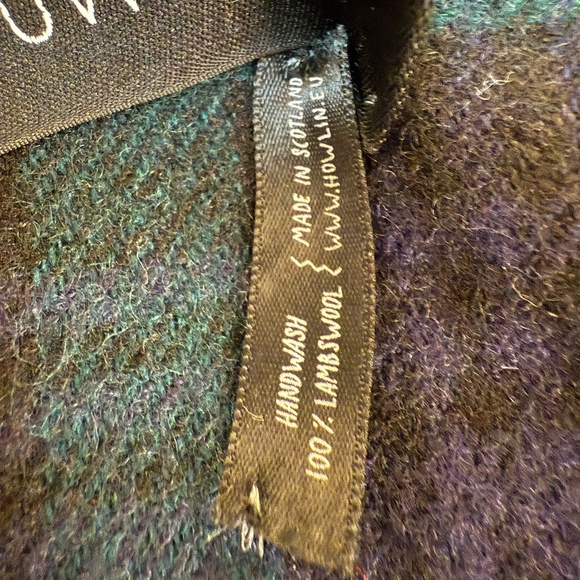 HANDWASH { MADE IN SCOTLAND
100% LAMBSWOOL { WWW.HOWLIN.EU